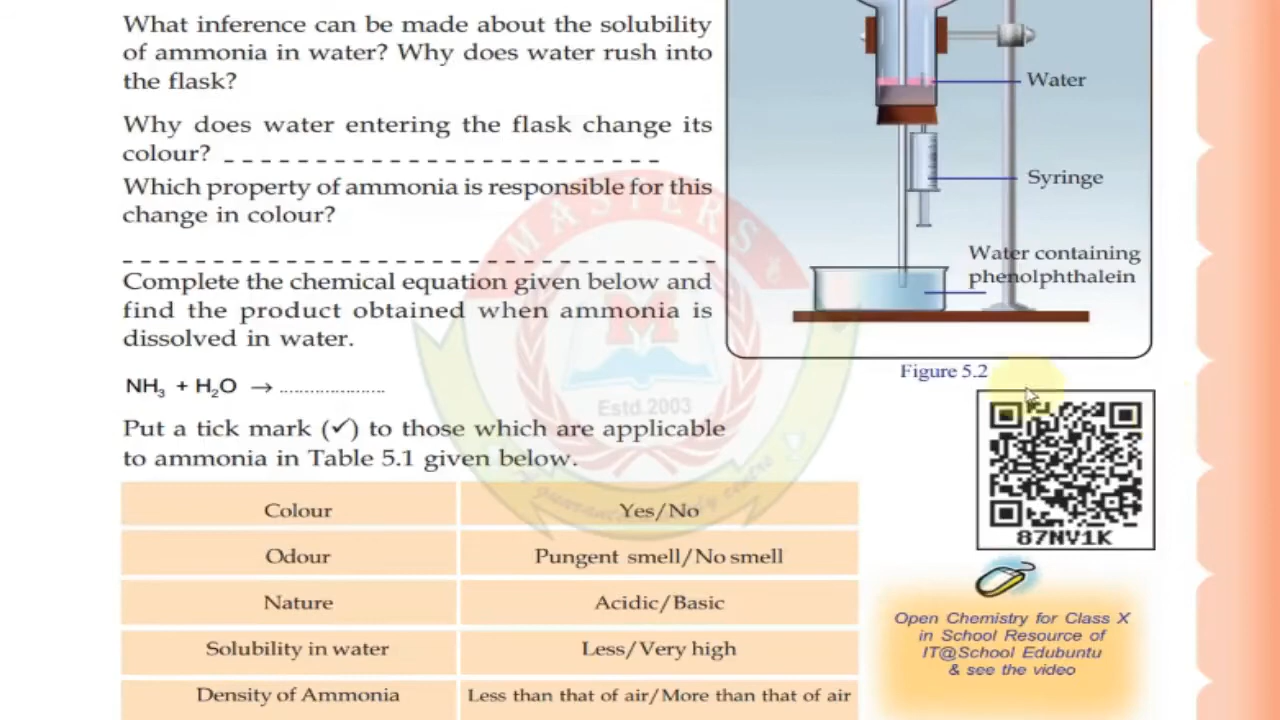 What inference can be made about the solubility
of ammonia in water? Why does water rush into
the flask?
Why does water entering the flask change its
colour? _ _ _ _ _ _ _ _ _ _ _ _ _ _ _ _ _ _ _ _ _ _ _ _
Which property of ammonia is responsible for this
change in colour?
_ _ _ _ _ _ _ _ _ _ _ _ _ _ _ _ _ _ _ _ _ _ _ _ _ _ _ _ _ _ _ _ _
Complete the chemical equation given below and
find the product obtained when ammonia is
dissolved in water.
NH₃ + H₂O → .....................
Put a tick mark (✓) to those which are applicable
to ammonia in Table 5.1 given below.
Colour Yes/No
Odour Pungent smell/No smell
Nature Acidic/Basic
Solubility in water Less/Very high
Density of Ammonia Less than that of air/More than that of air
Water
Syringe
Water containing
phenolphthalein
Figure 5.2
87NV1K
Open Chemistry for Class X
in School Resource of
IT@School Edubuntu
& see the video
MASTERS
M
Estd.2003